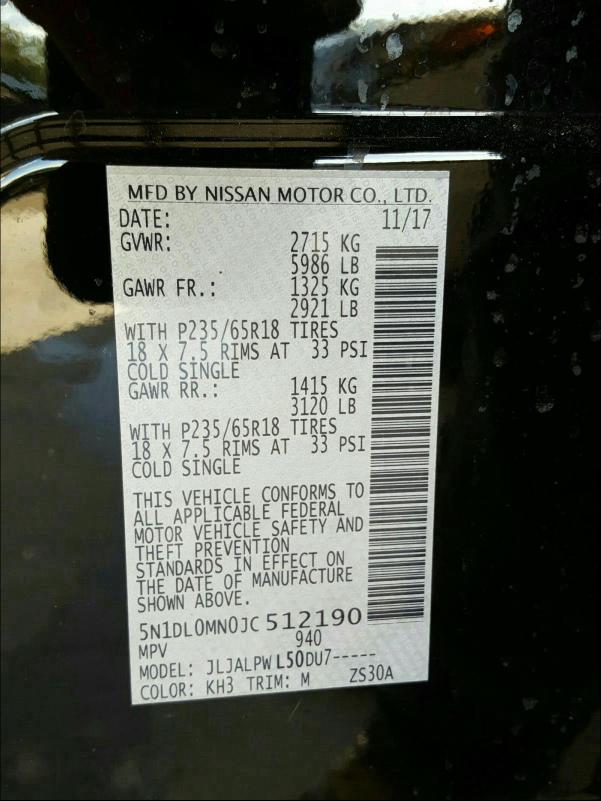 MFD BY NISSAN MOTOR CO., LTD.
DATE: 11/17
GVWR: 2715 KG
5986 LB
GAWR FR.: 1325 KG
2921 LB
WITH P235/65R18 TIRES
18 X 7.5 RIMS AT 33 PSI
COLD SINGLE
GAWR RR.: 1415 KG
3120 LB
WITH P235/65R18 TIRES
18 X 7.5 RIMS AT 33 PSI
COLD SINGLE
THIS VEHICLE CONFORMS TO
ALL APPLICABLE FEDERAL
MOTOR VEHICLE SAFETY AND
THEFT PREVENTION
STANDARDS IN EFFECT ON
THE DATE OF MANUFACTURE
SHOWN ABOVE.
5N1DL0MN0JC 512190
MPV 940
MODEL: JLJALPW L50DU7-----
COLOR: KH3 TRIM: M ZS30A